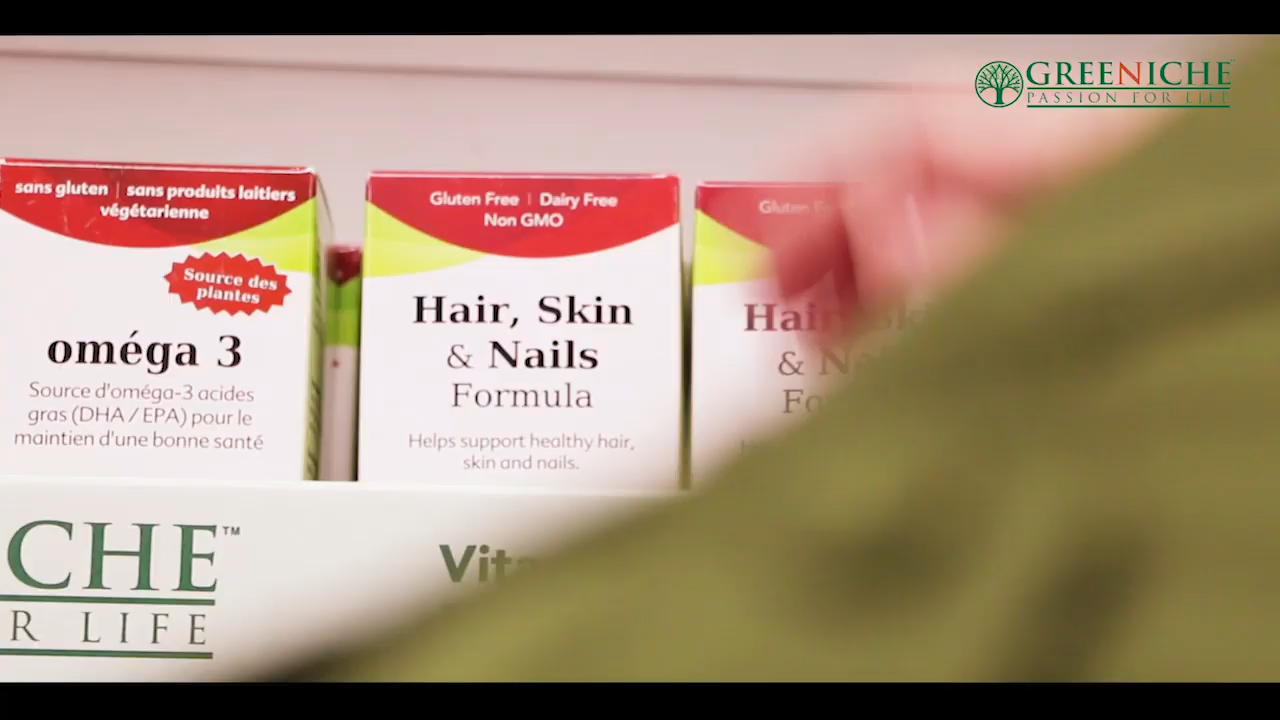 GREENICHE
PASSION FOR LIFE
sans gluten | sans produits laitiers
végétarienne
Source des
plantes
oméga 3
Source d'oméga-3 acides
gras (DHA / EPA) pour le
maintien d'une bonne santé
Gluten Free | Dairy Free
Non GMO
Hair, Skin
& Nails
Formula
Helps support healthy hair,
skin and nails.
Gluten
Hair,
&
CHE™
R LIFE